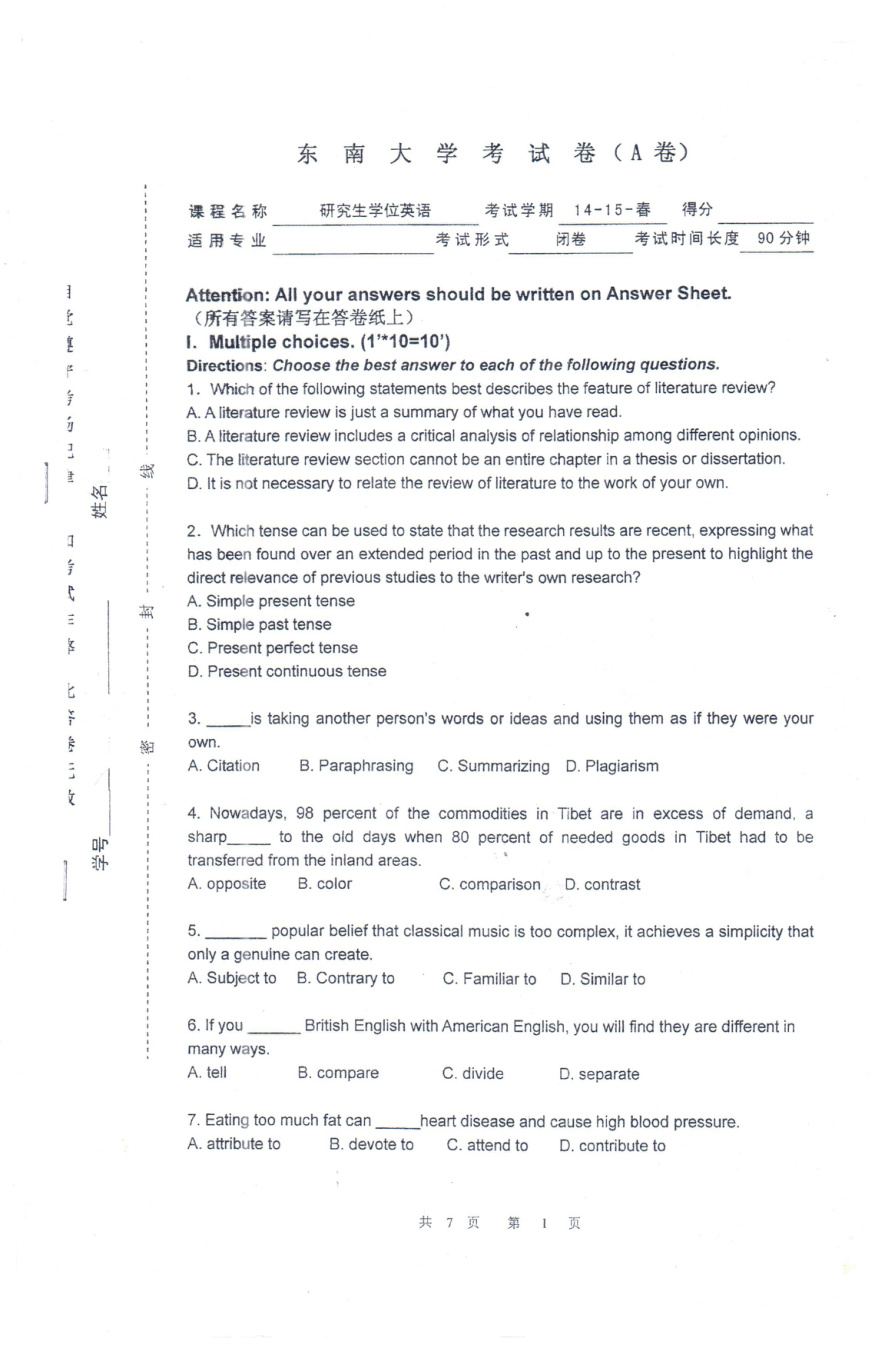 东 南 大 学 考 试 卷 （ A 卷）
课 程 名 称 研究生学位英语 考 试 学 期 14-15-春 得分
适 用 专 业 考 试 形 式 闭卷 考 试 时 间 长 度 90 分钟
Attention: All your answers should be written on Answer Sheet.
（所有答案请写在答卷纸上）
I. Multiple choices. (1’*10=10’)
Directions: Choose the best answer to each of the following questions.
1. Which of the following statements best describes the feature of literature review?
A. A literature review is just a summary of what you have read.
B. A literature review includes a critical analysis of relationship among different opinions.
C. The literature review section cannot be an entire chapter in a thesis or dissertation.
D. It is not necessary to relate the review of literature to the work of your own.
2. Which tense can be used to state that the research results are recent, expressing what
has been found over an extended period in the past and up to the present to highlight the
direct relevance of previous studies to the writer's own research?
A. Simple present tense
B. Simple past tense
C. Present perfect tense
D. Present continuous tense
3. _____is taking another person's words or ideas and using them as if they were your
own.
A. Citation B. Paraphrasing C. Summarizing D. Plagiarism
4. Nowadays, 98 percent of the commodities in Tibet are in excess of demand, a
sharp_____ to the old days when 80 percent of needed goods in Tibet had to be
transferred from the inland areas.
A. opposite B. color C. comparison D. contrast
5. _______ popular belief that classical music is too complex, it achieves a simplicity that
only a genuine can create.
A. Subject to B. Contrary to C. Familiar to D. Similar to
6. If you ______ British English with American English, you will find they are different in
many ways.
A. tell B. compare C. divide D. separate
7. Eating too much fat can _____heart disease and cause high blood pressure.
A. attribute to B. devote to C. attend to D. contribute to
共 7 页 第 1 页
学号 姓名
密 封 线